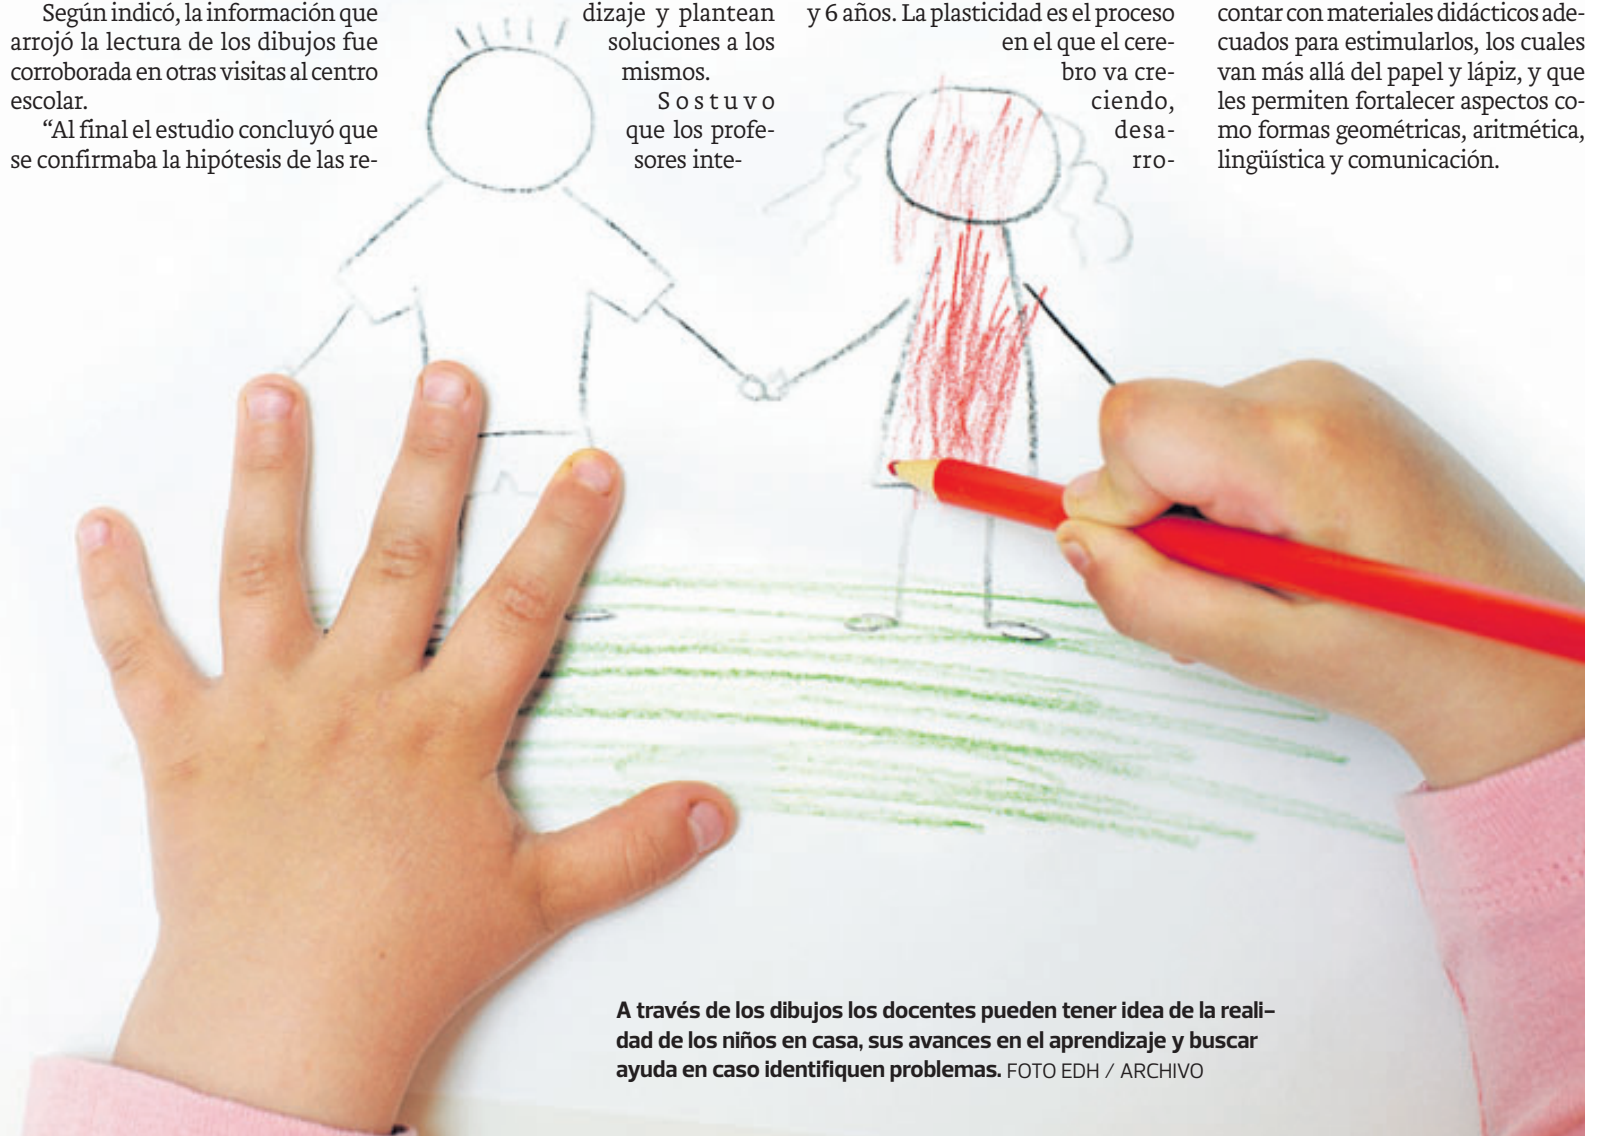 Según indicó, la información que
arrojó la lectura de los dibujos fue
corroborada en otras visitas al centro
escolar.
“Al final el estudio concluyó que
se confirmaba la hipótesis de las re-
dizaje y plantean
soluciones a los
mismos.
Sostuvo
que los profe-
sores inte-
y 6 años. La plasticidad es el proceso
en el que el cere-
bro va cre-
ciendo,
desa-
rro-
contar con materiales didácticos ade-
cuados para estimularlos, los cuales
van más allá del papel y lápiz, y que
les permiten fortalecer aspectos co-
mo formas geométricas, aritmética,
lingüística y comunicación.
A través de los dibujos los docentes pueden tener idea de la reali-
dad de los niños en casa, sus avances en el aprendizaje y buscar
ayuda en caso identifiquen problemas. FOTO EDH / ARCHIVO